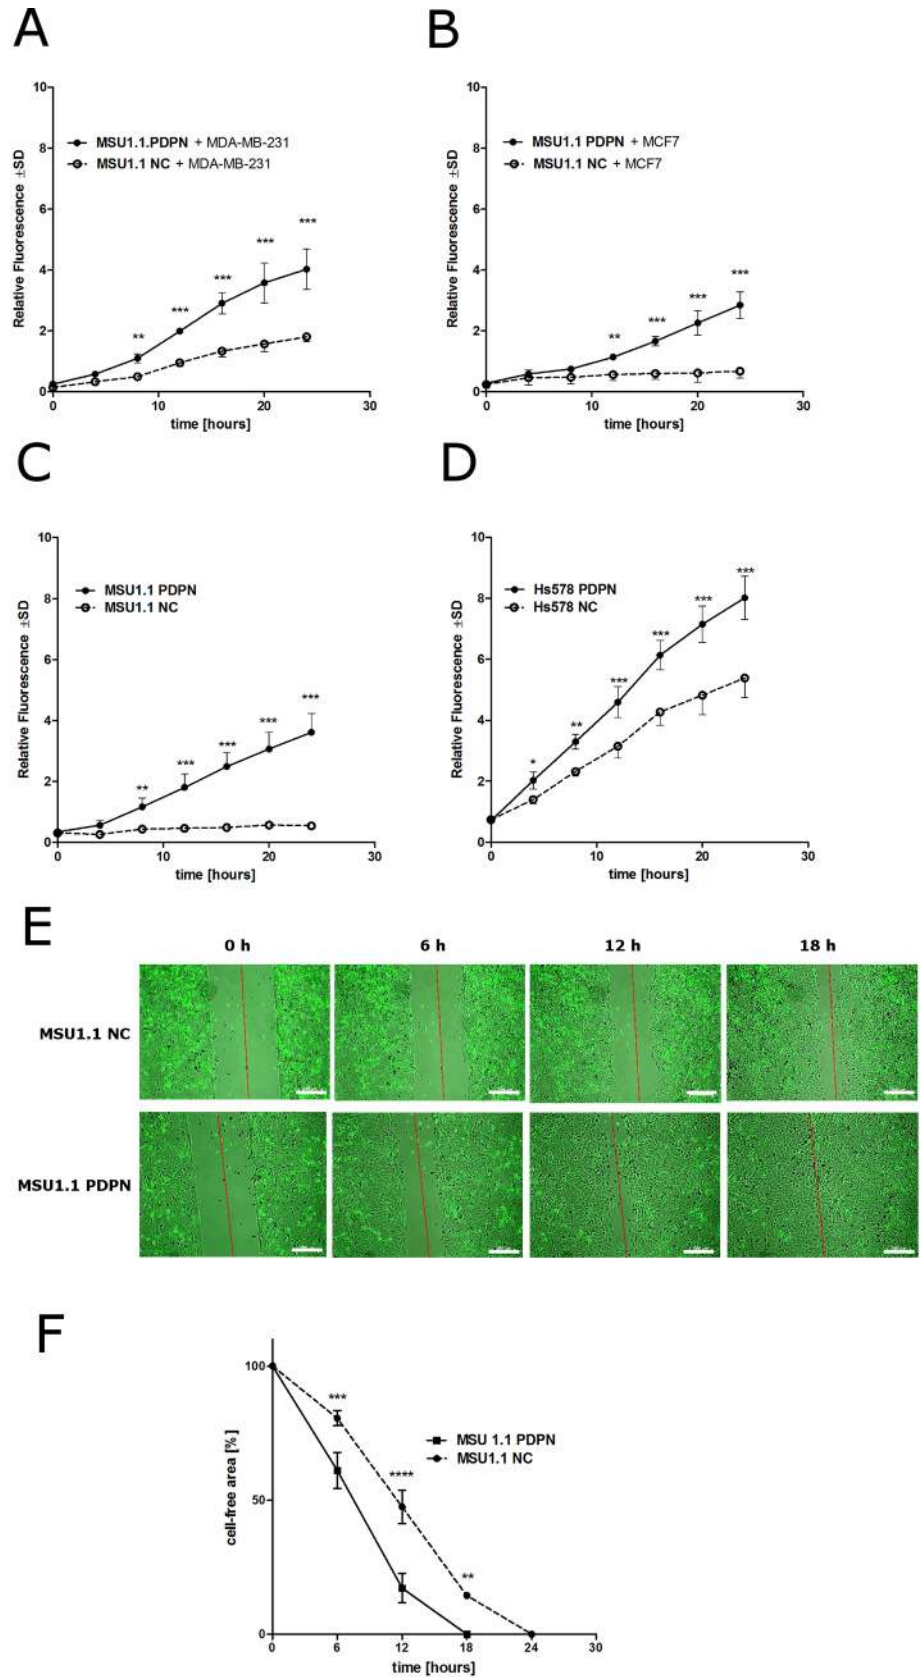 A
B
10
8
6
4
2
0
Relative Fluorescence ±SD
MSU1.1.PDPN + MDA-MB-231
MSU1.1 NC + MDA-MB-231
**
***
***
***
***
0
10
20
30
time [hours]
10
8
6
4
2
0
Relative Fluorescence ±SD
MSU1.1 PDPN + MCF7
MSU1.1 NC + MCF7
**
***
***
***
0
10
20
30
time [hours]
C
D
10
8
6
4
2
0
Relative Fluorescence ±SD
MSU1.1 PDPN
MSU1.1 NC
**
***
***
***
***
0
10
20
30
time [hours]
10
8
6
4
2
0
Relative Fluorescence ±SD
Hs578 PDPN
Hs578 NC
*
**
***
***
***
***
0
10
20
30
time [hours]
E
0 h
6 h
12 h
18 h
MSU1.1 NC
MSU1.1 PDPN
F
100
50
0
cell-free area [%]
MSU 1.1 PDPN
MSU1.1 NC
***
****
**
0
6
12
18
24
30
time [hours]